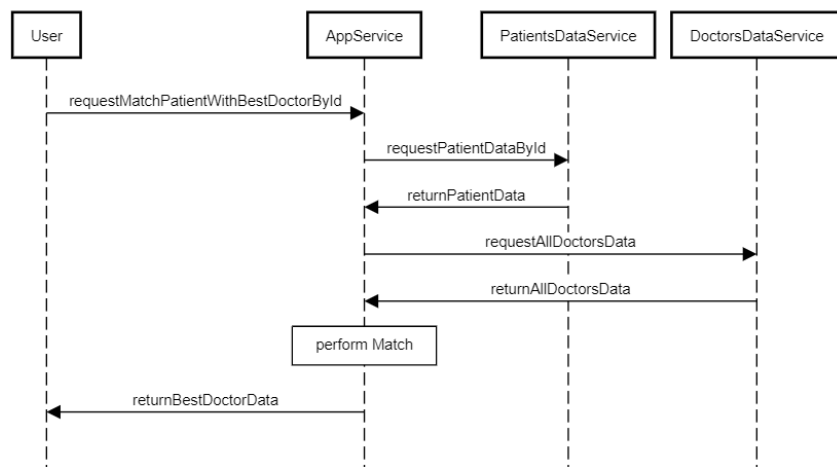 User
AppService
PatientsDataService
DoctorsDataService
requestMatchPatientWithBestDoctorById
requestPatientDataById
returnPatientData
requestAllDoctorsData
returnAllDoctorsData
perform Match
returnBestDoctorData